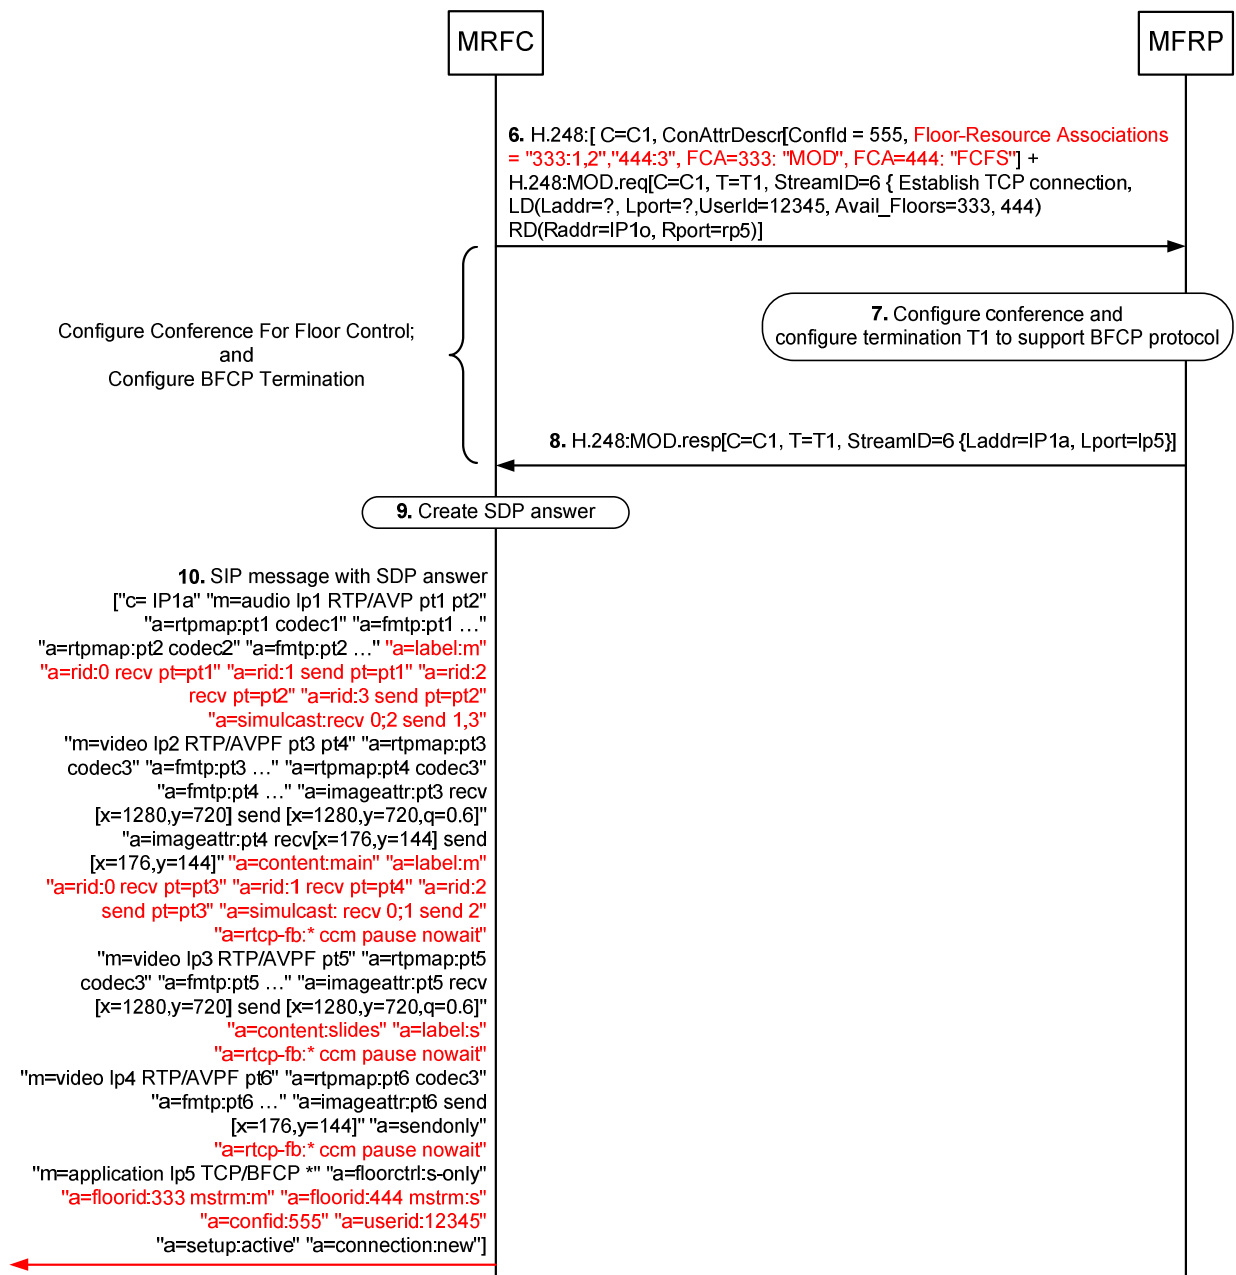 MRFC
MFRP
6. H.248:[ C=C1, ConAttrDescr[ConfId = 555, Floor-Resource Associations
= "333:1,2","444:3", FCA=333: "MOD", FCA=444: "FCFS"] +
H.248:MOD.req[C=C1, T=T1, StreamID=6 { Establish TCP connection,
LD(Laddr=?, Lport=?,UserId=12345, Avail_Floors=333, 444)
RD(Raddr=IP1o, Rport=rp5)]
7. Configure conference and
configure termination T1 to support BFCP protocol
Configure Conference For Floor Control;
and
Configure BFCP Termination
8. H.248:MOD.resp[C=C1, T=T1, StreamID=6 {Laddr=IP1a, Lport=lp5}]
9. Create SDP answer
10. SIP message with SDP answer
["c= IP1a" "m=audio lp1 RTP/AVP pt1 pt2"
"a=rtpmap:pt1 codec1" "a=fmtp:pt1 …"
"a=rtpmap:pt2 codec2" "a=fmtp:pt2 …" "a=label:m"
"a=rid:0 recv pt=pt1" "a=rid:1 send pt=pt1" "a=rid:2
recv pt=pt2" "a=rid:3 send pt=pt2"
"a=simulcast:recv 0;2 send 1,3"
"m=video lp2 RTP/AVPF pt3 pt4" "a=rtpmap:pt3
codec3" "a=fmtp:pt3 …" "a=rtpmap:pt4 codec3"
"a=fmtp:pt4 …" "a=imageattr:pt3 recv
[x=1280,y=720] send [x=1280,y=720,q=0.6]"
"a=imageattr:pt4 recv[x=176,y=144] send
[x=176,y=144]" "a=content:main" "a=label:m"
"a=rid:0 recv pt=pt3" "a=rid:1 recv pt=pt4" "a=rid:2
send pt=pt3" "a=simulcast: recv 0;1 send 2"
"a=rtcp-fb:* ccm pause nowait"
"m=video lp3 RTP/AVPF pt5" "a=rtpmap:pt5
codec3" "a=fmtp:pt5 …" "a=imageattr:pt5 recv
[x=1280,y=720] send [x=1280,y=720,q=0.6]"
"a=content:slides" "a=label:s"
"a=rtcp-fb:* ccm pause nowait"
"m=video lp4 RTP/AVPF pt6" "a=rtpmap:pt6 codec3"
"a=fmtp:pt6 …" "a=imageattr:pt6 send
[x=176,y=144]" "a=sendonly"
"a=rtcp-fb:* ccm pause nowait"
"m=application lp5 TCP/BFCP *" "a=floorctrl:s-only"
"a=floorid:333 mstrm:m" "a=floorid:444 mstrm:s"
"a=confid:555" "a=userid:12345"
"a=setup:active" "a=connection:new"]